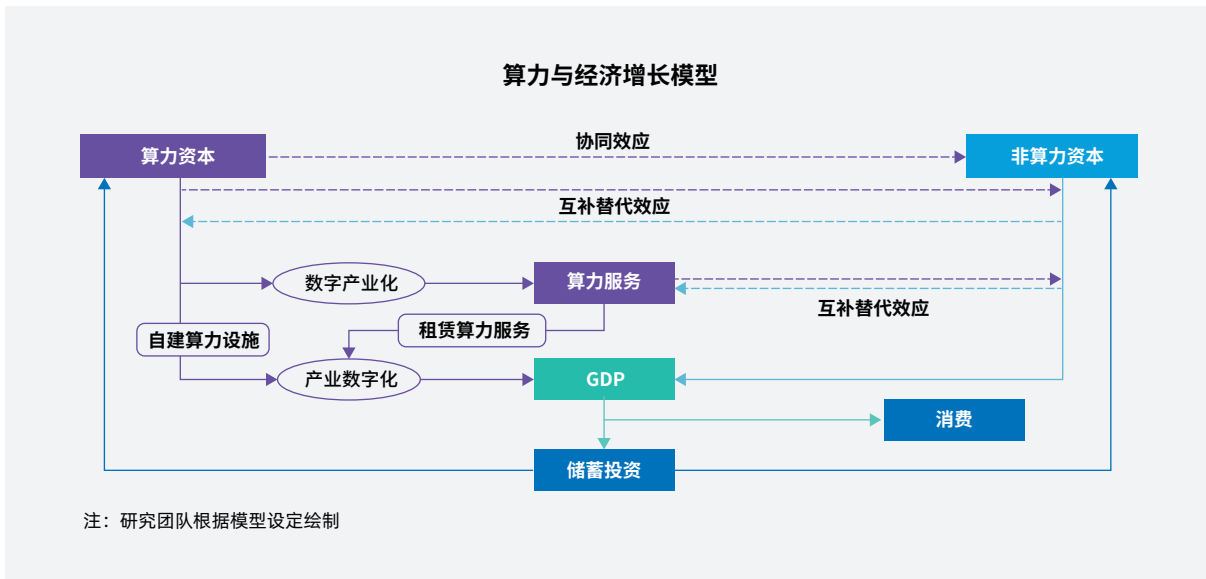 算力与经济增长模型
协同效应
算力资本
非算力资本
互补替代效应
数字产业化
算力服务
互补替代效应
租赁算力服务
自建算力设施
产业数字化
GDP
消费
储蓄投资
注：研究团队根据模型设定绘制